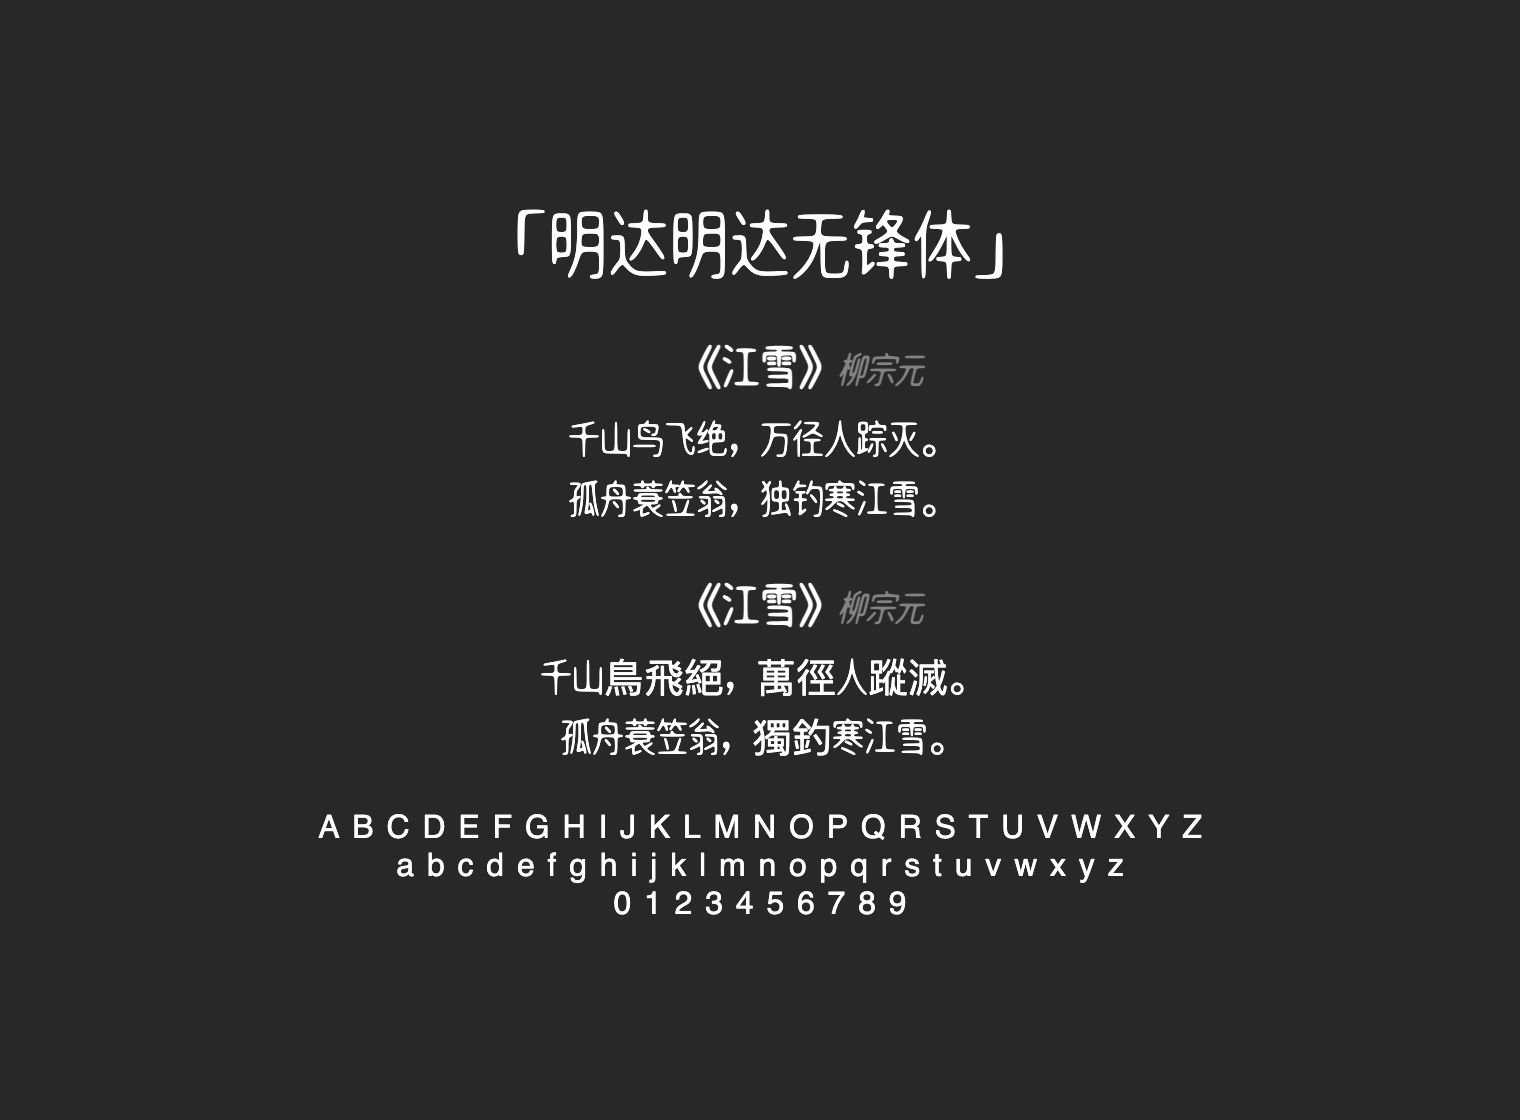 「明达明达无锋体」
《江雪》柳宗元
千山鸟飞绝，万径人踪灭。
孤舟蓑笠翁，独钓寒江雪。
《江雪》柳宗元
千山鳥飛絕，萬徑人蹤滅。
孤舟蓑笠翁，獨釣寒江雪。
A B C D E F G H I J K L M N O P Q R S T U V W X Y Z
a b c d e f g h i j k l m n o p q r s t u v w x y z
0 1 2 3 4 5 6 7 8 9